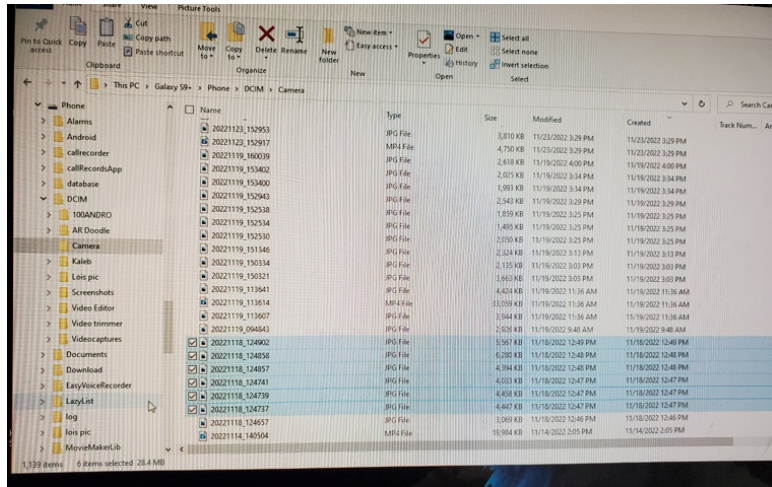 Share View Picture Tools
Pin to Quick access
Copy
Paste
Cut
Copy path
Paste shortcut
Clipboard
Move to
Copy to
Delete
Rename
Organize
New folder
New item
Easy access
New
Properties
Open
Edit
History
Open
Select all
Select none
Invert selection
Select
This PC > Galaxy S9+ > Phone > DCIM > Camera
Search
Phone
Alarms
Android
callrecorder
callRecordsApp
database
DCIM
100ANDRO
AR Doodle
Camera
Kaleb
Lois pic
Screenshots
Video Editor
Video trimmer
Videocaptures
Documents
Download
EasyVoiceRecorder
LazyList
log
lois pic
MovieMakerLib
Name Type Size Modified Created Track Num...
20221123_152953 JPG File 3,810 KB 11/23/2022 3:29 PM 11/23/2022 3:29 PM
20221123_152917 MP4 File 4,750 KB 11/23/2022 3:29 PM 11/23/2022 3:29 PM
20221119_160039 JPG File 2,618 KB 11/19/2022 4:00 PM 11/19/2022 4:00 PM
20221119_153402 JPG File 2,025 KB 11/19/2022 3:34 PM 11/19/2022 3:34 PM
20221119_153400 JPG File 1,993 KB 11/19/2022 3:34 PM 11/19/2022 3:34 PM
20221119_152943 JPG File 2,543 KB 11/19/2022 3:29 PM 11/19/2022 3:29 PM
20221119_152538 JPG File 1,859 KB 11/19/2022 3:25 PM 11/19/2022 3:25 PM
20221119_152534 JPG File 1,495 KB 11/19/2022 3:25 PM 11/19/2022 3:25 PM
20221119_152530 JPG File 2,050 KB 11/19/2022 3:25 PM 11/19/2022 3:25 PM
20221119_151346 JPG File 2,324 KB 11/19/2022 3:13 PM 11/19/2022 3:13 PM
20221119_150334 JPG File 2,135 KB 11/19/2022 3:03 PM 11/19/2022 3:03 PM
20221119_150321 JPG File 3,663 KB 11/19/2022 3:03 PM 11/19/2022 3:03 PM
20221119_113641 JPG File 4,424 KB 11/19/2022 11:36 AM 11/19/2022 11:36 AM
20221119_113614 MP4 File 33,059 KB 11/19/2022 11:36 AM 11/19/2022 11:36 AM
20221119_113607 JPG File 3,944 KB 11/19/2022 11:36 AM 11/19/2022 11:36 AM
20221119_094843 JPG File 2,926 KB 11/19/2022 9:48 AM 11/19/2022 9:48 AM
20221118_124902 JPG File 5,567 KB 11/18/2022 12:49 PM 11/18/2022 12:49 PM
20221118_124858 JPG File 6,280 KB 11/18/2022 12:48 PM 11/18/2022 12:48 PM
20221118_124857 JPG File 4,394 KB 11/18/2022 12:48 PM 11/18/2022 12:48 PM
20221118_124741 JPG File 4,033 KB 11/18/2022 12:47 PM 11/18/2022 12:47 PM
20221118_124739 JPG File 4,450 KB 11/18/2022 12:47 PM 11/18/2022 12:47 PM
20221118_124737 JPG File 4,447 KB 11/18/2022 12:47 PM 11/18/2022 12:47 PM
20221118_124657 JPG File 3,069 KB 11/18/2022 12:46 PM 11/18/2022 12:46 PM
20221114_140504 MP4 File 19,984 KB 11/14/2022 2:05 PM 11/14/2022 2:05 PM
1,139 items 6 items selected 28.4 MB